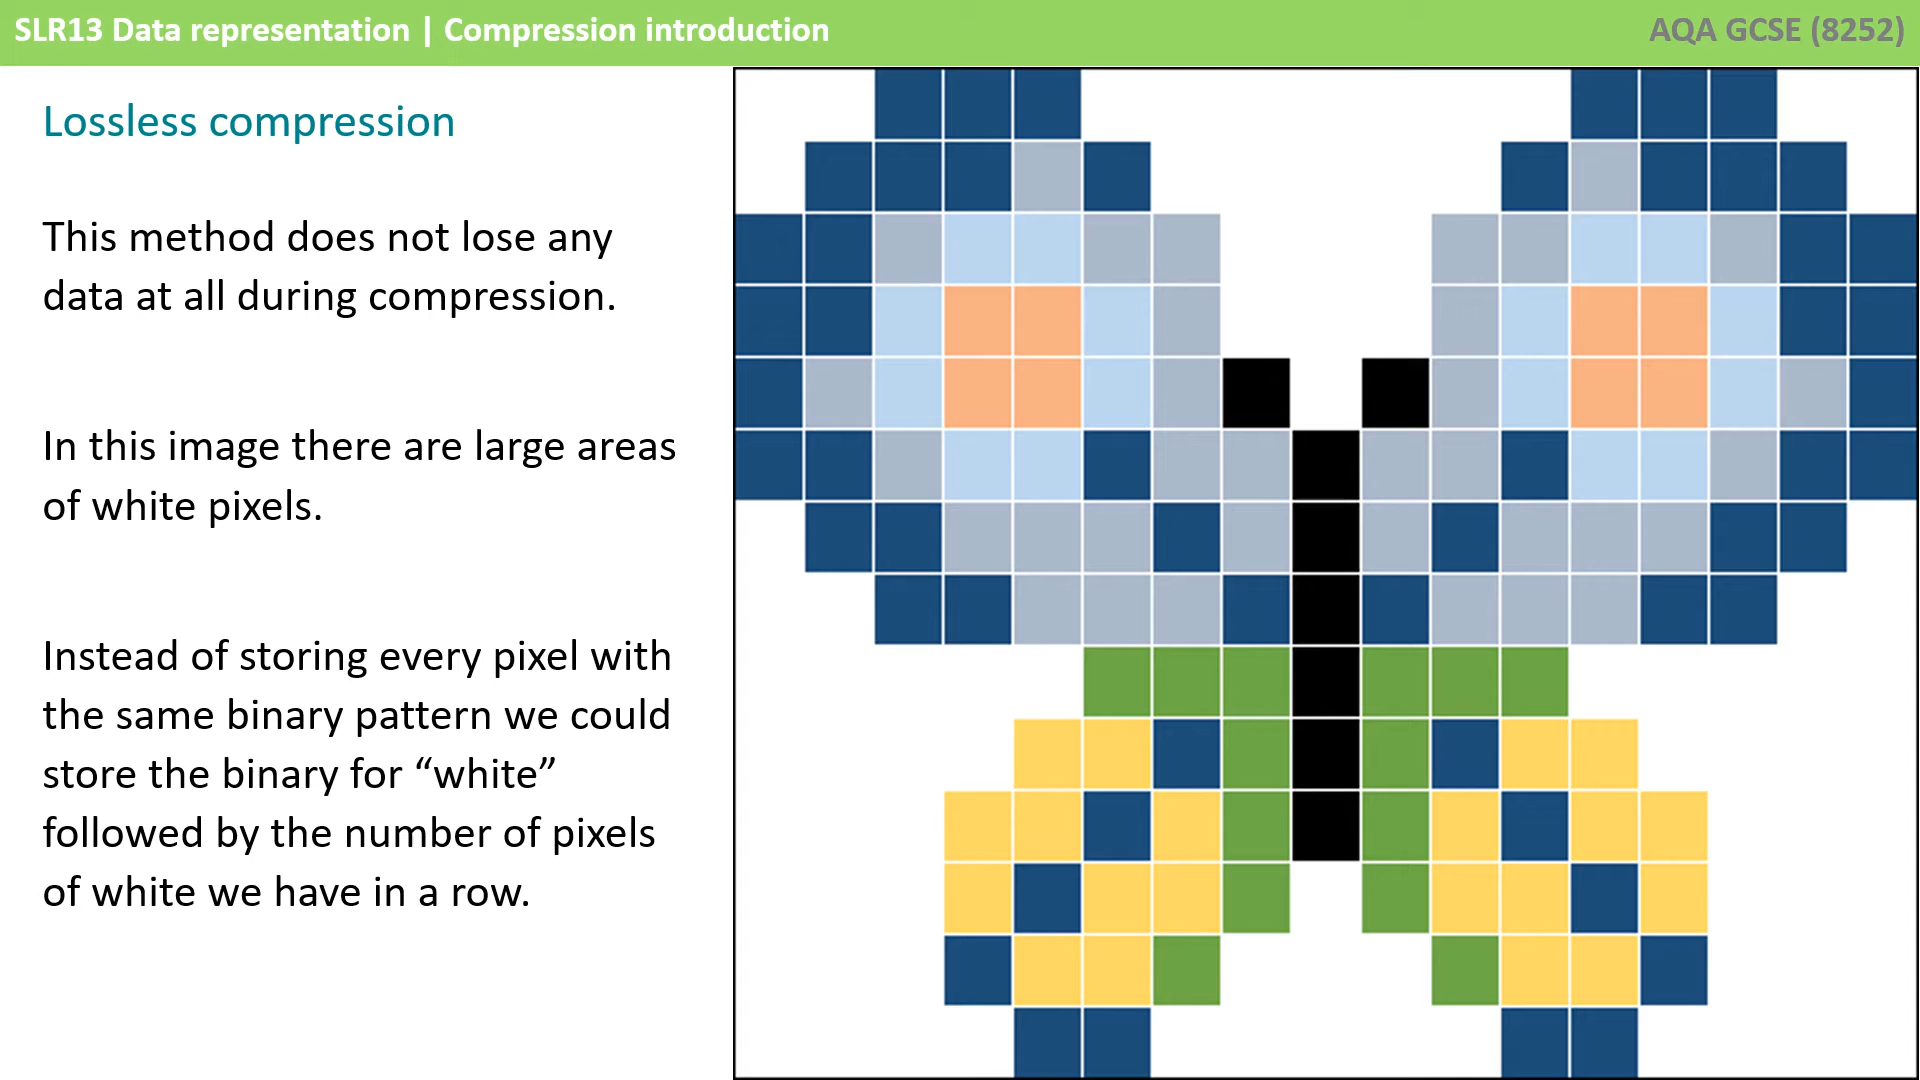 SLR13 Data representation | Compression introduction
AQA GCSE (8252)
Lossless compression
This method does not lose any
data at all during compression.
In this image there are large areas
of white pixels.
Instead of storing every pixel with
the same binary pattern we could
store the binary for “white”
followed by the number of pixels
of white we have in a row.